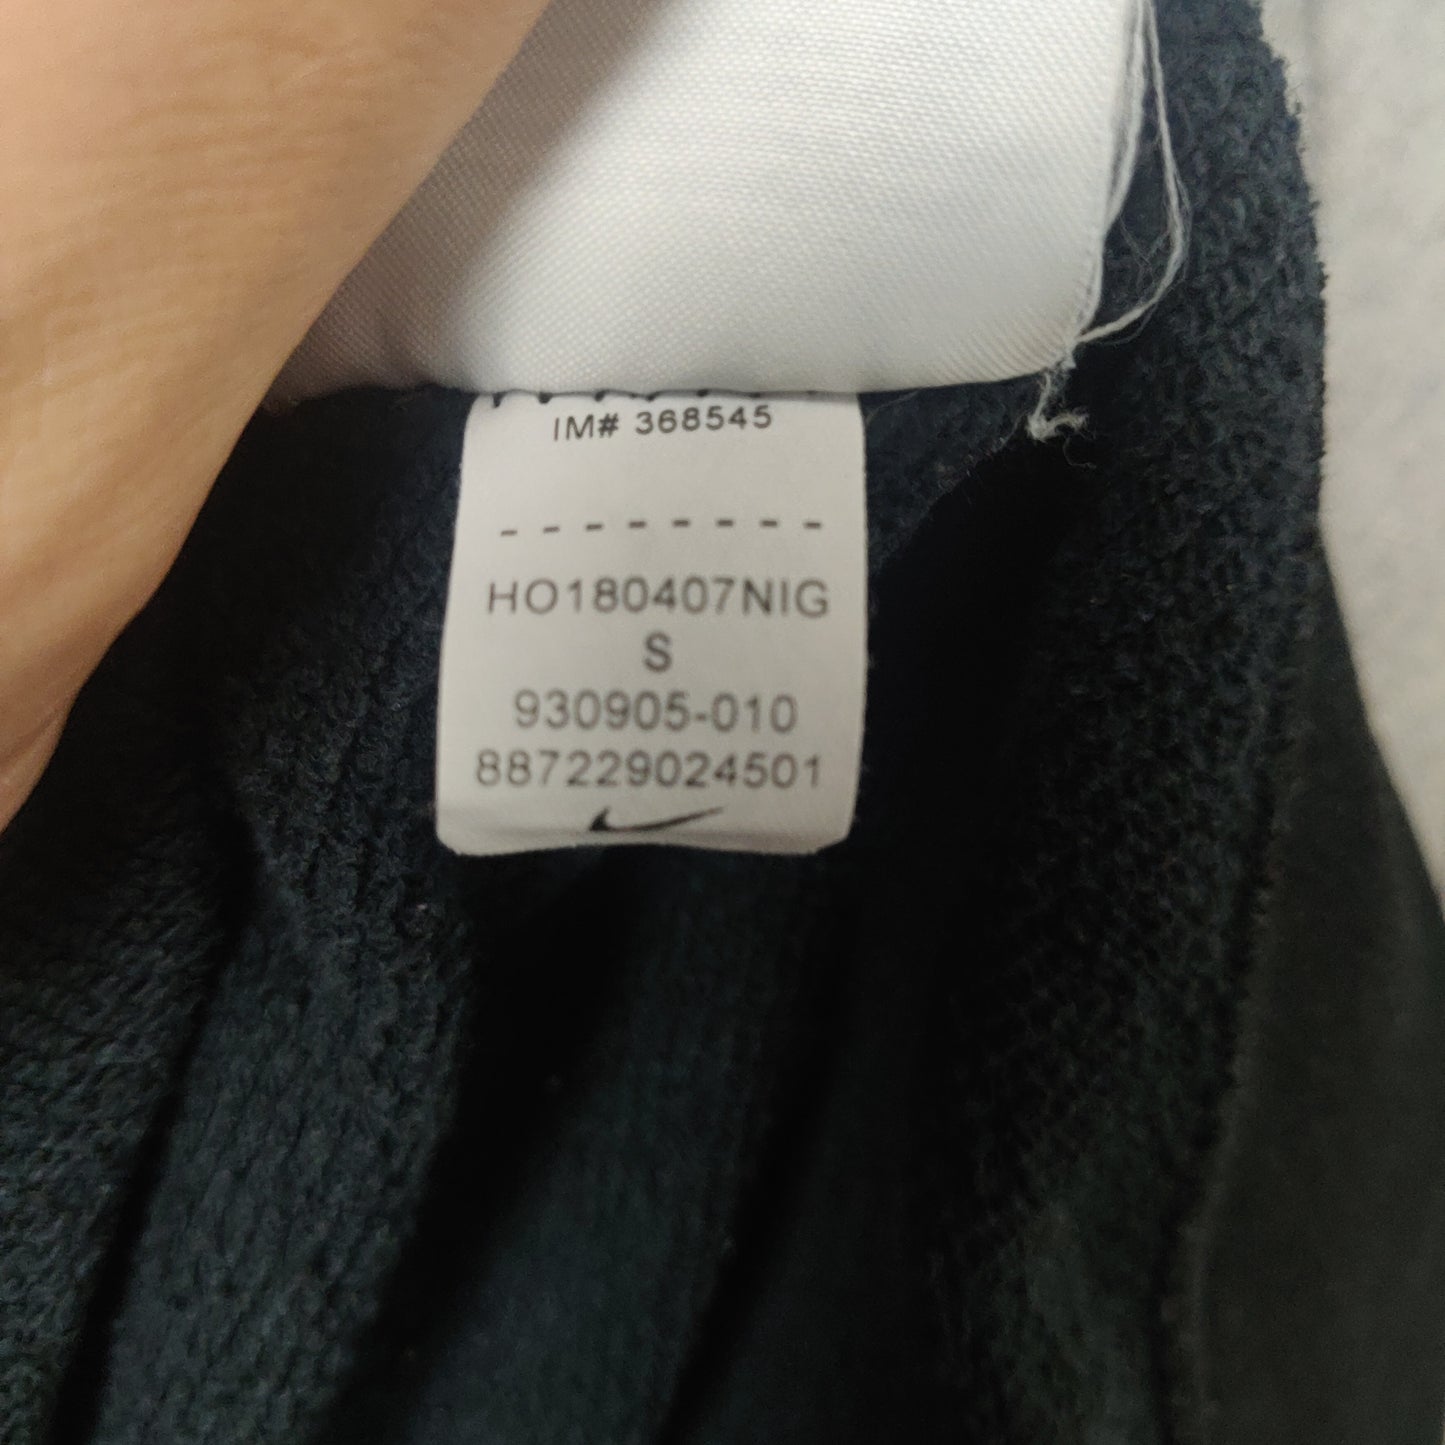 IM# 368545
- - - - - - - -
HO180407NIG
S
930905-010
887229024501